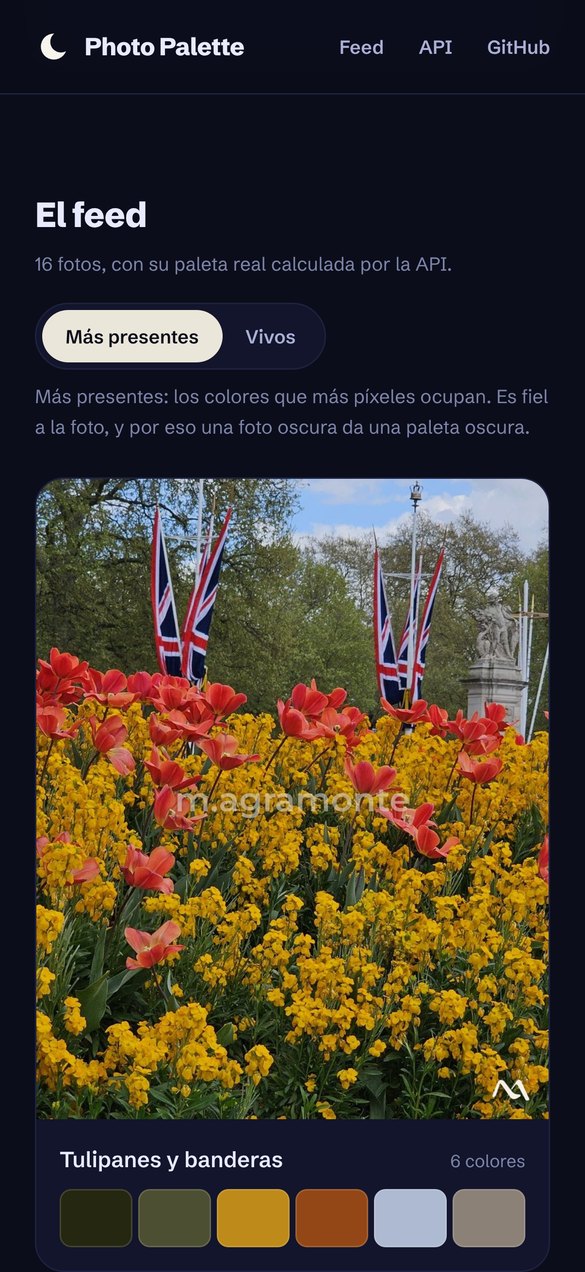 Photo Palette
Feed
API
GitHub
El feed
16 fotos, con su paleta real calculada por la API.
Más presentes
Vivos
Más presentes: los colores que más píxeles ocupan. Es fiel
a la foto, y por eso una foto oscura da una paleta oscura.
m.agramonte
Tulipanes y banderas
6 colores